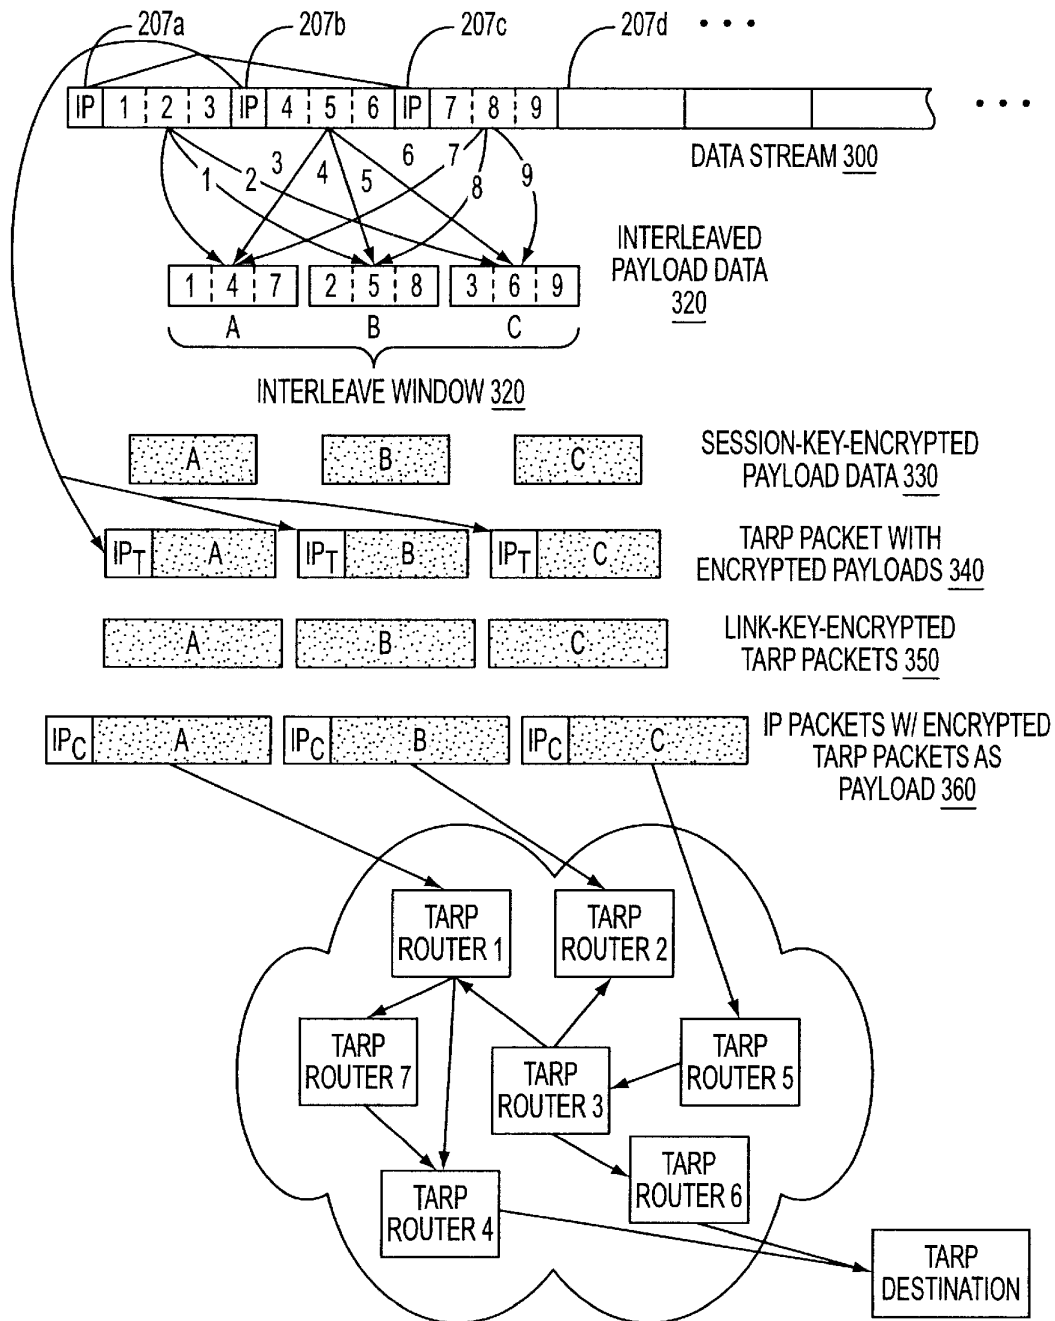 207a 207b 207c 207d • • •
IP 1 2 3 IP 4 5 6 IP 7 8 9 • • •
DATA STREAM 300
1 2 3 4 5 6 7 8 9
INTERLEAVED
PAYLOAD DATA
320
1 4 7 2 5 8 3 6 9
A B C
INTERLEAVE WINDOW 320
A B C
SESSION-KEY-ENCRYPTED
PAYLOAD DATA 330
IPT A IPT B IPT C
TARP PACKET WITH
ENCRYPTED PAYLOADS 340
A B C
LINK-KEY-ENCRYPTED
TARP PACKETS 350
IPC A IPC B IPC C
IP PACKETS W/ ENCRYPTED
TARP PACKETS AS
PAYLOAD 360
TARP
ROUTER 1
TARP
ROUTER 2
TARP
ROUTER 7
TARP
ROUTER 3
TARP
ROUTER 5
TARP
ROUTER 4
TARP
ROUTER 6
TARP
DESTINATION